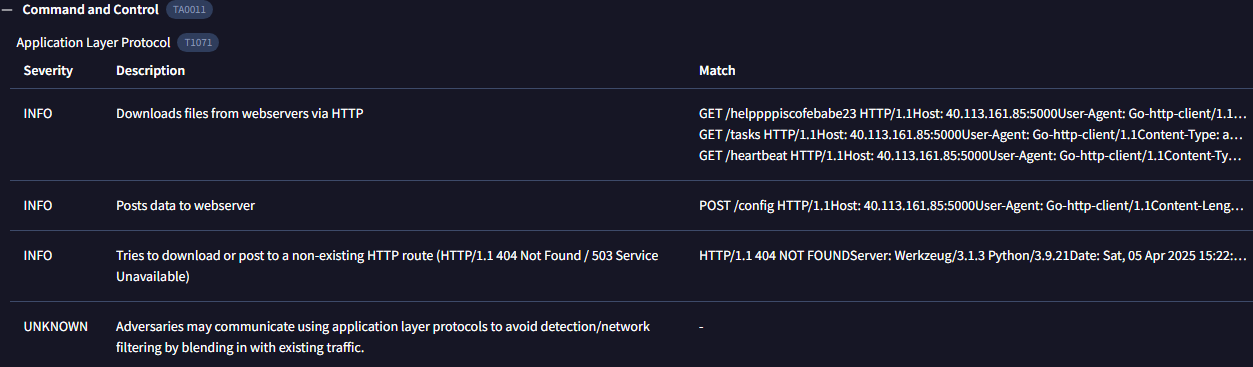 Command and Control TA0011
Application Layer Protocol T1071
Severity Description Match
INFO Downloads files from webservers via HTTP GET /helppppiscofebabe23 HTTP/1.1Host: 40.113.161.85:5000User-Agent: Go-http-client/1.1...
GET /tasks HTTP/1.1Host: 40.113.161.85:5000User-Agent: Go-http-client/1.1Content-Type: a...
GET /heartbeat HTTP/1.1Host: 40.113.161.85:5000User-Agent: Go-http-client/1.1Content-Ty...
INFO Posts data to webserver POST /config HTTP/1.1Host: 40.113.161.85:5000User-Agent: Go-http-client/1.1Content-Leng...
INFO Tries to download or post to a non-existing HTTP route (HTTP/1.1 404 Not Found / 503 Service HTTP/1.1 404 NOT FOUNDServer: Werkzeug/3.1.3 Python/3.9.21Date: Sat, 05 Apr 2025 15:22:...
Unavailable)
UNKNOWN Adversaries may communicate using application layer protocols to avoid detection/network -
filtering by blending in with existing traffic.